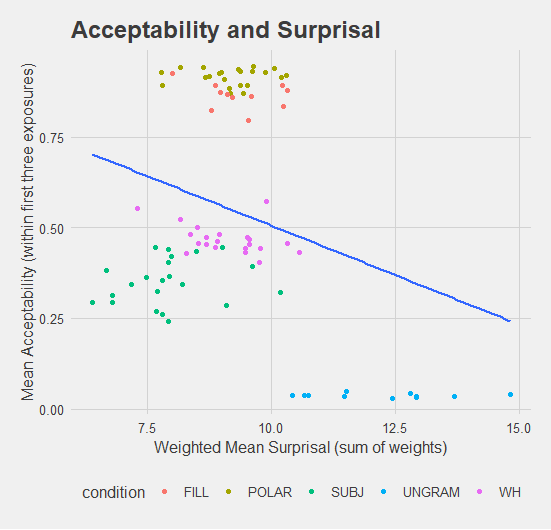 Acceptability and Surprisal
Mean Acceptability (within first three exposures)
0.75
0.50
0.25
0.00
7.5 10.0 12.5 15.0
Weighted Mean Surprisal (sum of weights)
condition FILL POLAR SUBJ UNGRAM WH